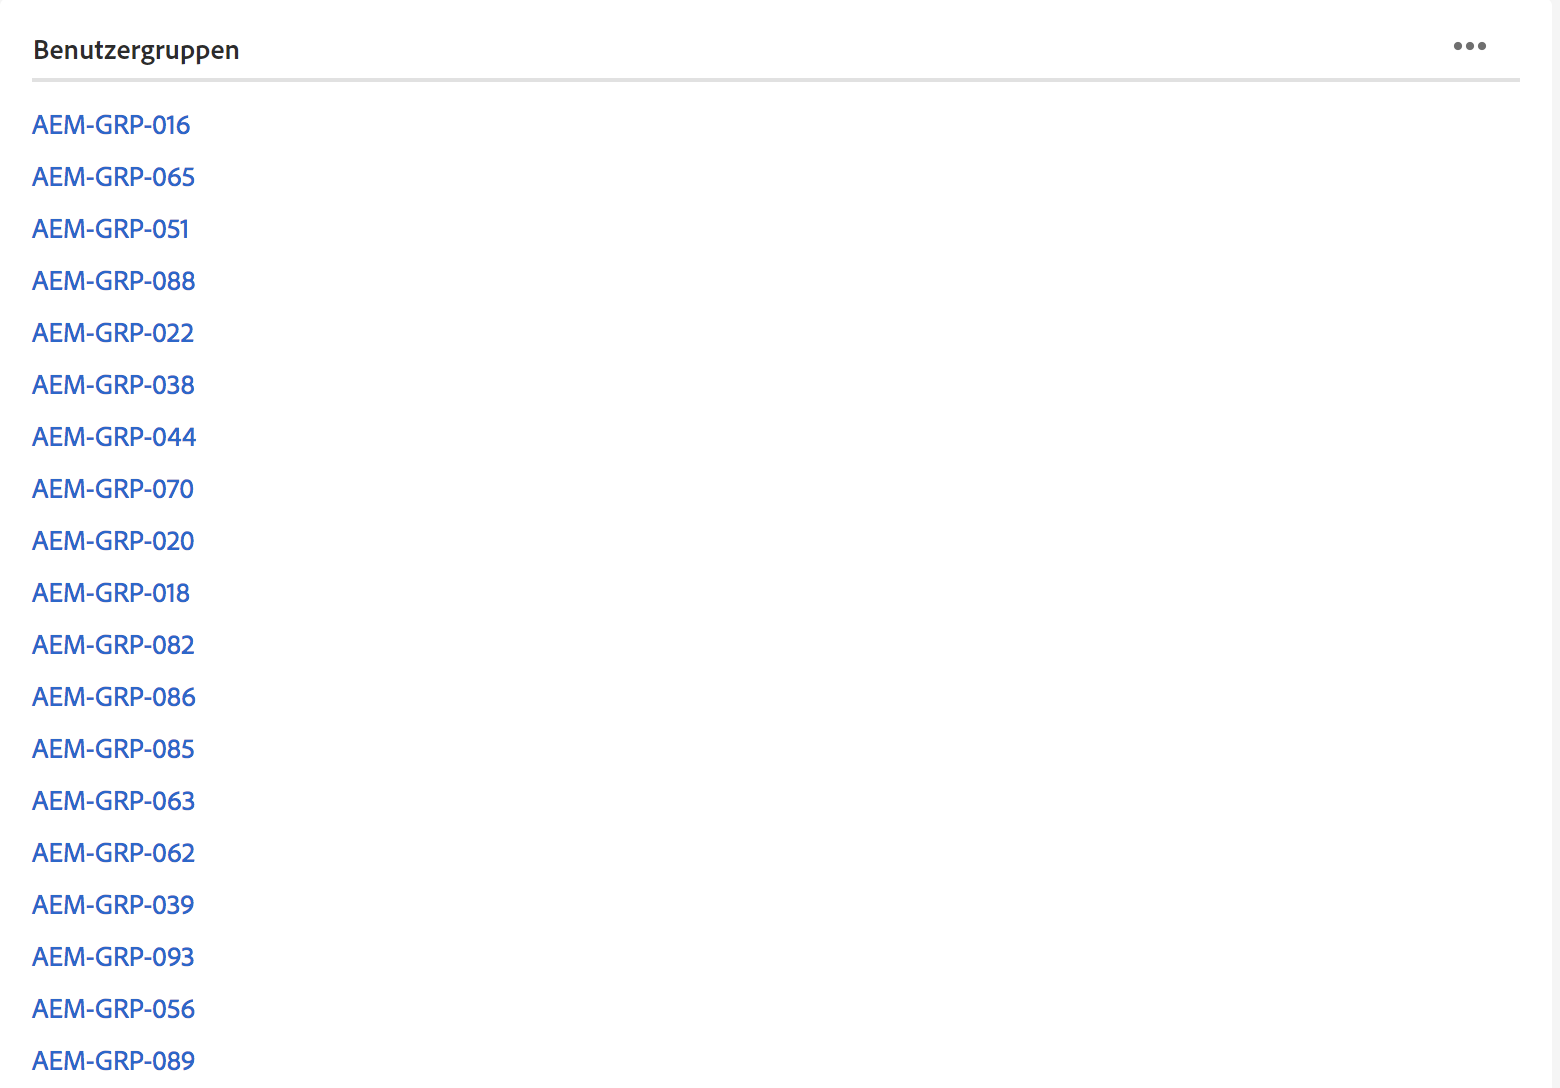 Benutzergruppen
AEM-GRP-016
AEM-GRP-065
AEM-GRP-051
AEM-GRP-088
AEM-GRP-022
AEM-GRP-038
AEM-GRP-044
AEM-GRP-070
AEM-GRP-020
AEM-GRP-018
AEM-GRP-082
AEM-GRP-086
AEM-GRP-085
AEM-GRP-063
AEM-GRP-062
AEM-GRP-039
AEM-GRP-093
AEM-GRP-056
AEM-GRP-089